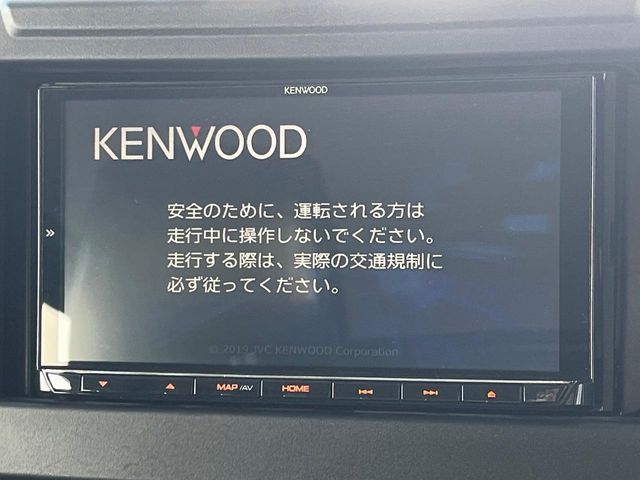 KENWOOD
KENWOOD
安全のために、運転される方は
走行中に操作しないでください。
走行する際は、実際の交通規制に
必ず従ってください。
© 2019 JVC KENWOOD Corporation
MAP/AV HOME